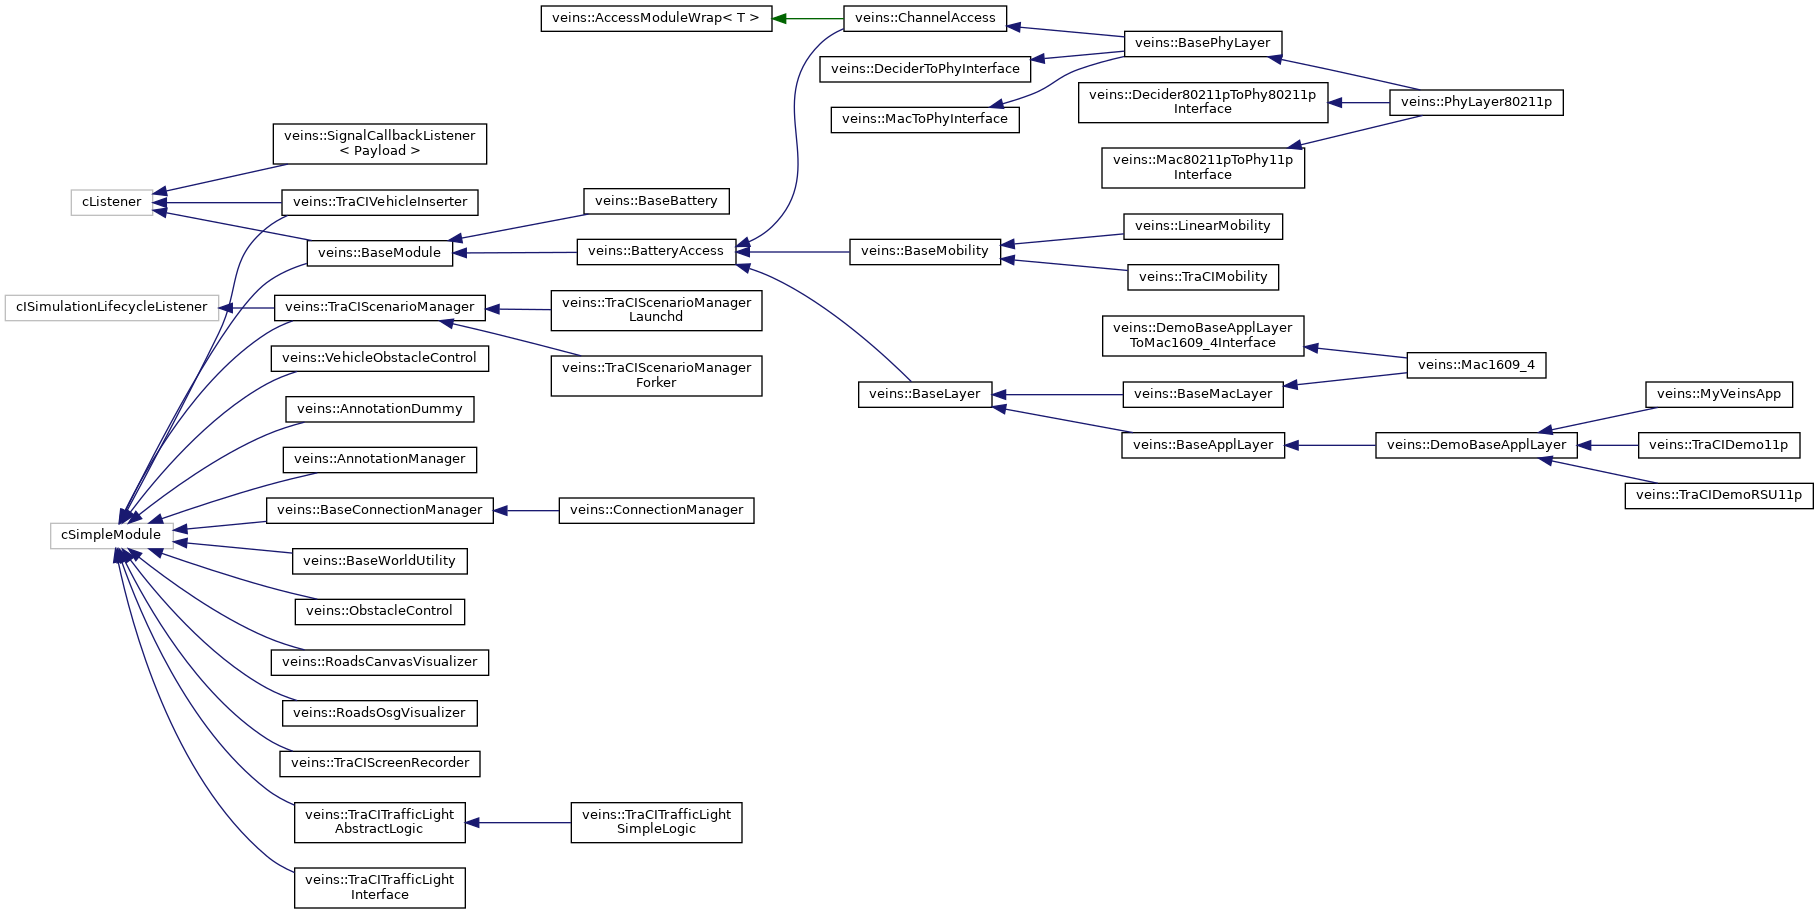 veins::AccessModuleWrap< T >
veins::ChannelAccess
veins::BasePhyLayer
veins::DeciderToPhyInterface
veins::Decider80211pToPhy80211p
Interface
veins::PhyLayer80211p
veins::MacToPhyInterface
veins::SignalCallbackListener
< Payload >
veins::Mac80211pToPhy11p
Interface
cListener
veins::TraCIVehicleInserter
veins::BaseBattery
veins::LinearMobility
veins::BaseModule
veins::BatteryAccess
veins::BaseMobility
veins::TraCIMobility
cISimulationLifecycleListener
veins::TraCIScenarioManager
veins::TraCIScenarioManager
Launchd
veins::DemoBaseApplLayer
ToMac1609_4Interface
veins::VehicleObstacleControl
veins::TraCIScenarioManager
Forker
veins::Mac1609_4
veins::AnnotationDummy
veins::BaseLayer
veins::BaseMacLayer
veins::MyVeinsApp
veins::AnnotationManager
veins::BaseApplLayer
veins::DemoBaseApplLayer
veins::TraCIDemo11p
veins::TraCIDemoRSU11p
veins::BaseConnectionManager
veins::ConnectionManager
cSimpleModule
veins::BaseWorldUtility
veins::ObstacleControl
veins::RoadsCanvasVisualizer
veins::RoadsOsgVisualizer
veins::TraCIScreenRecorder
veins::TraCITrafficLight
AbstractLogic
veins::TraCITrafficLight
SimpleLogic
veins::TraCITrafficLight
Interface